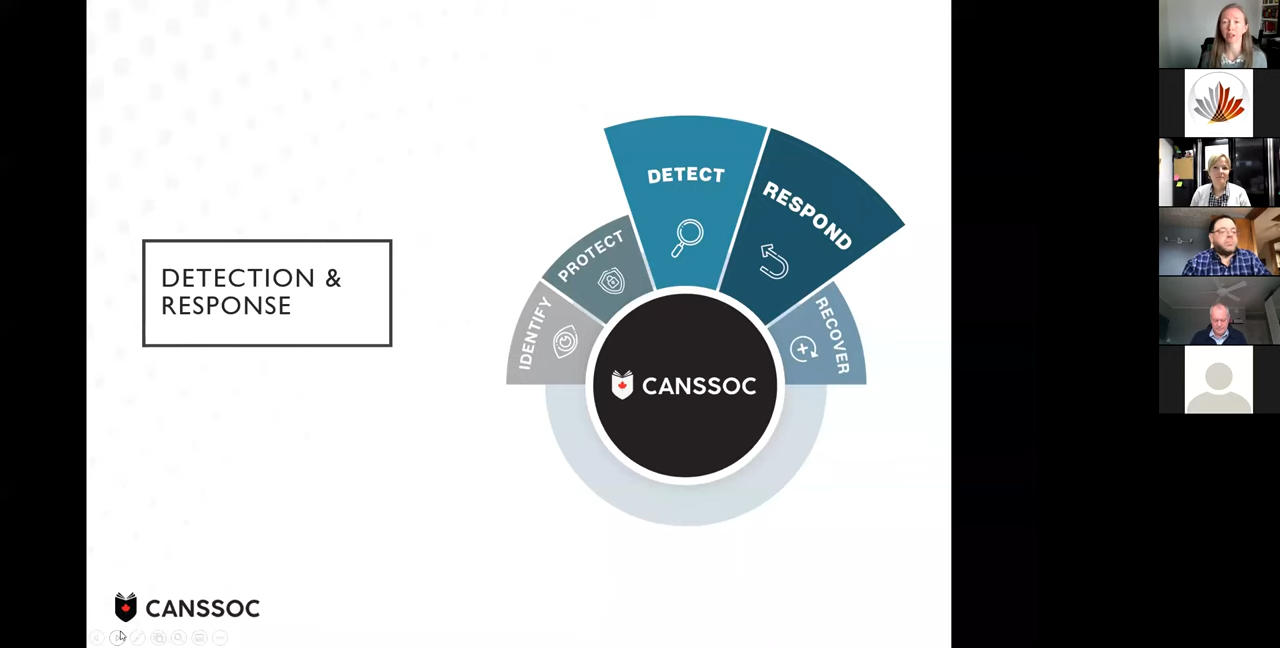 DETECTION &
RESPONSE
IDENTIFY
PROTECT
DETECT
RESPOND
RECOVER
CANSSOC
CANSSOC